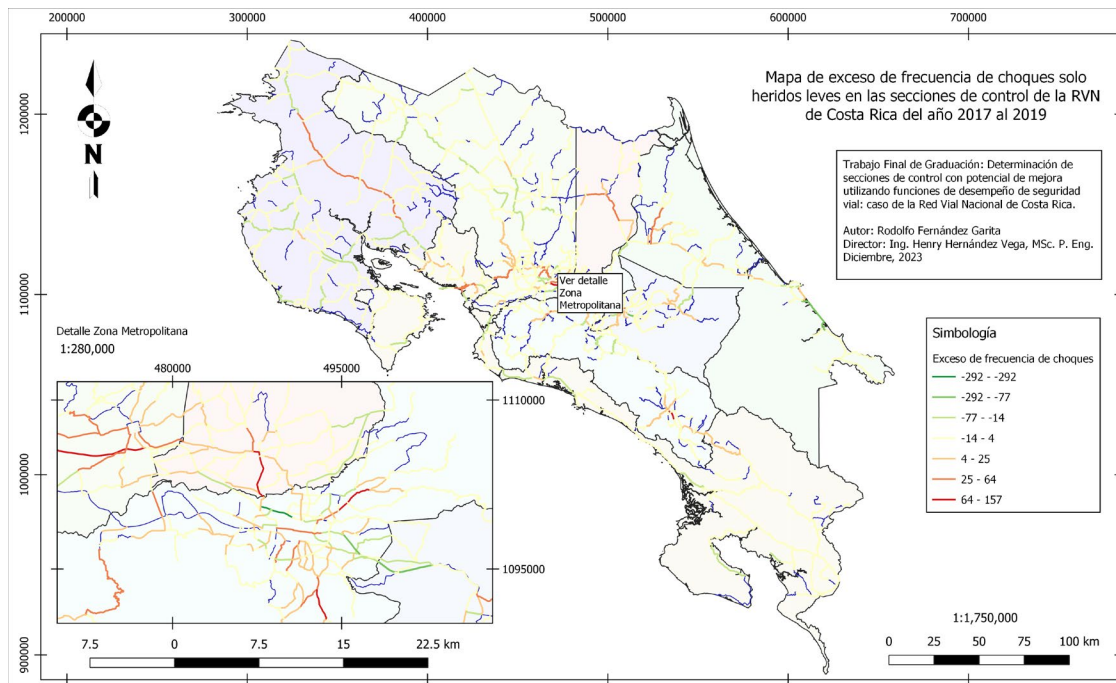 200000
300000
400000
500000
600000
700000
1200000
1100000
1000000
900000
N
Mapa de exceso de frecuencia de choques solo
heridos leves en las secciones de control de la RVN
de Costa Rica del año 2017 al 2019
Trabajo Final de Graduación: Determinación de
secciones de control con potencial de mejora
utilizando funciones de desempeño de seguridad
vial: caso de la Red Vial Nacional de Costa Rica.
Autor: Rodolfo Fernández Garita
Director: Ing. Henry Hernández Vega, MSc. P. Eng.
Diciembre, 2023
Ver detalle
Zona
Metropolitana
Simbología
Exceso de frecuencia de choques
-292 - -292
-292 - -77
-77 - -14
-14 - 4
4 - 25
25 - 64
64 - 157
Detalle Zona Metropolitana
1:280,000
480000
495000
1110000
1095000
7.5 0 7.5 15 22.5 km
1:1,750,000
0 25 50 75 100 km